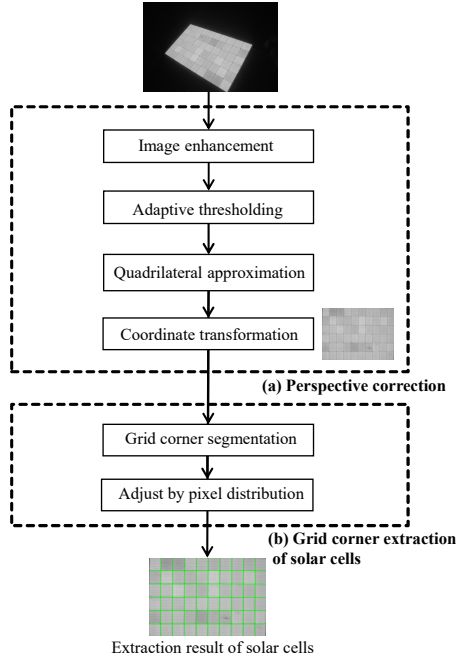 Image enhancement
Adaptive thresholding
Quadrilateral approximation
Coordinate transformation
(a) Perspective correction
Grid corner segmentation
Adjust by pixel distribution
(b) Grid corner extraction
of solar cells
Extraction result of solar cells